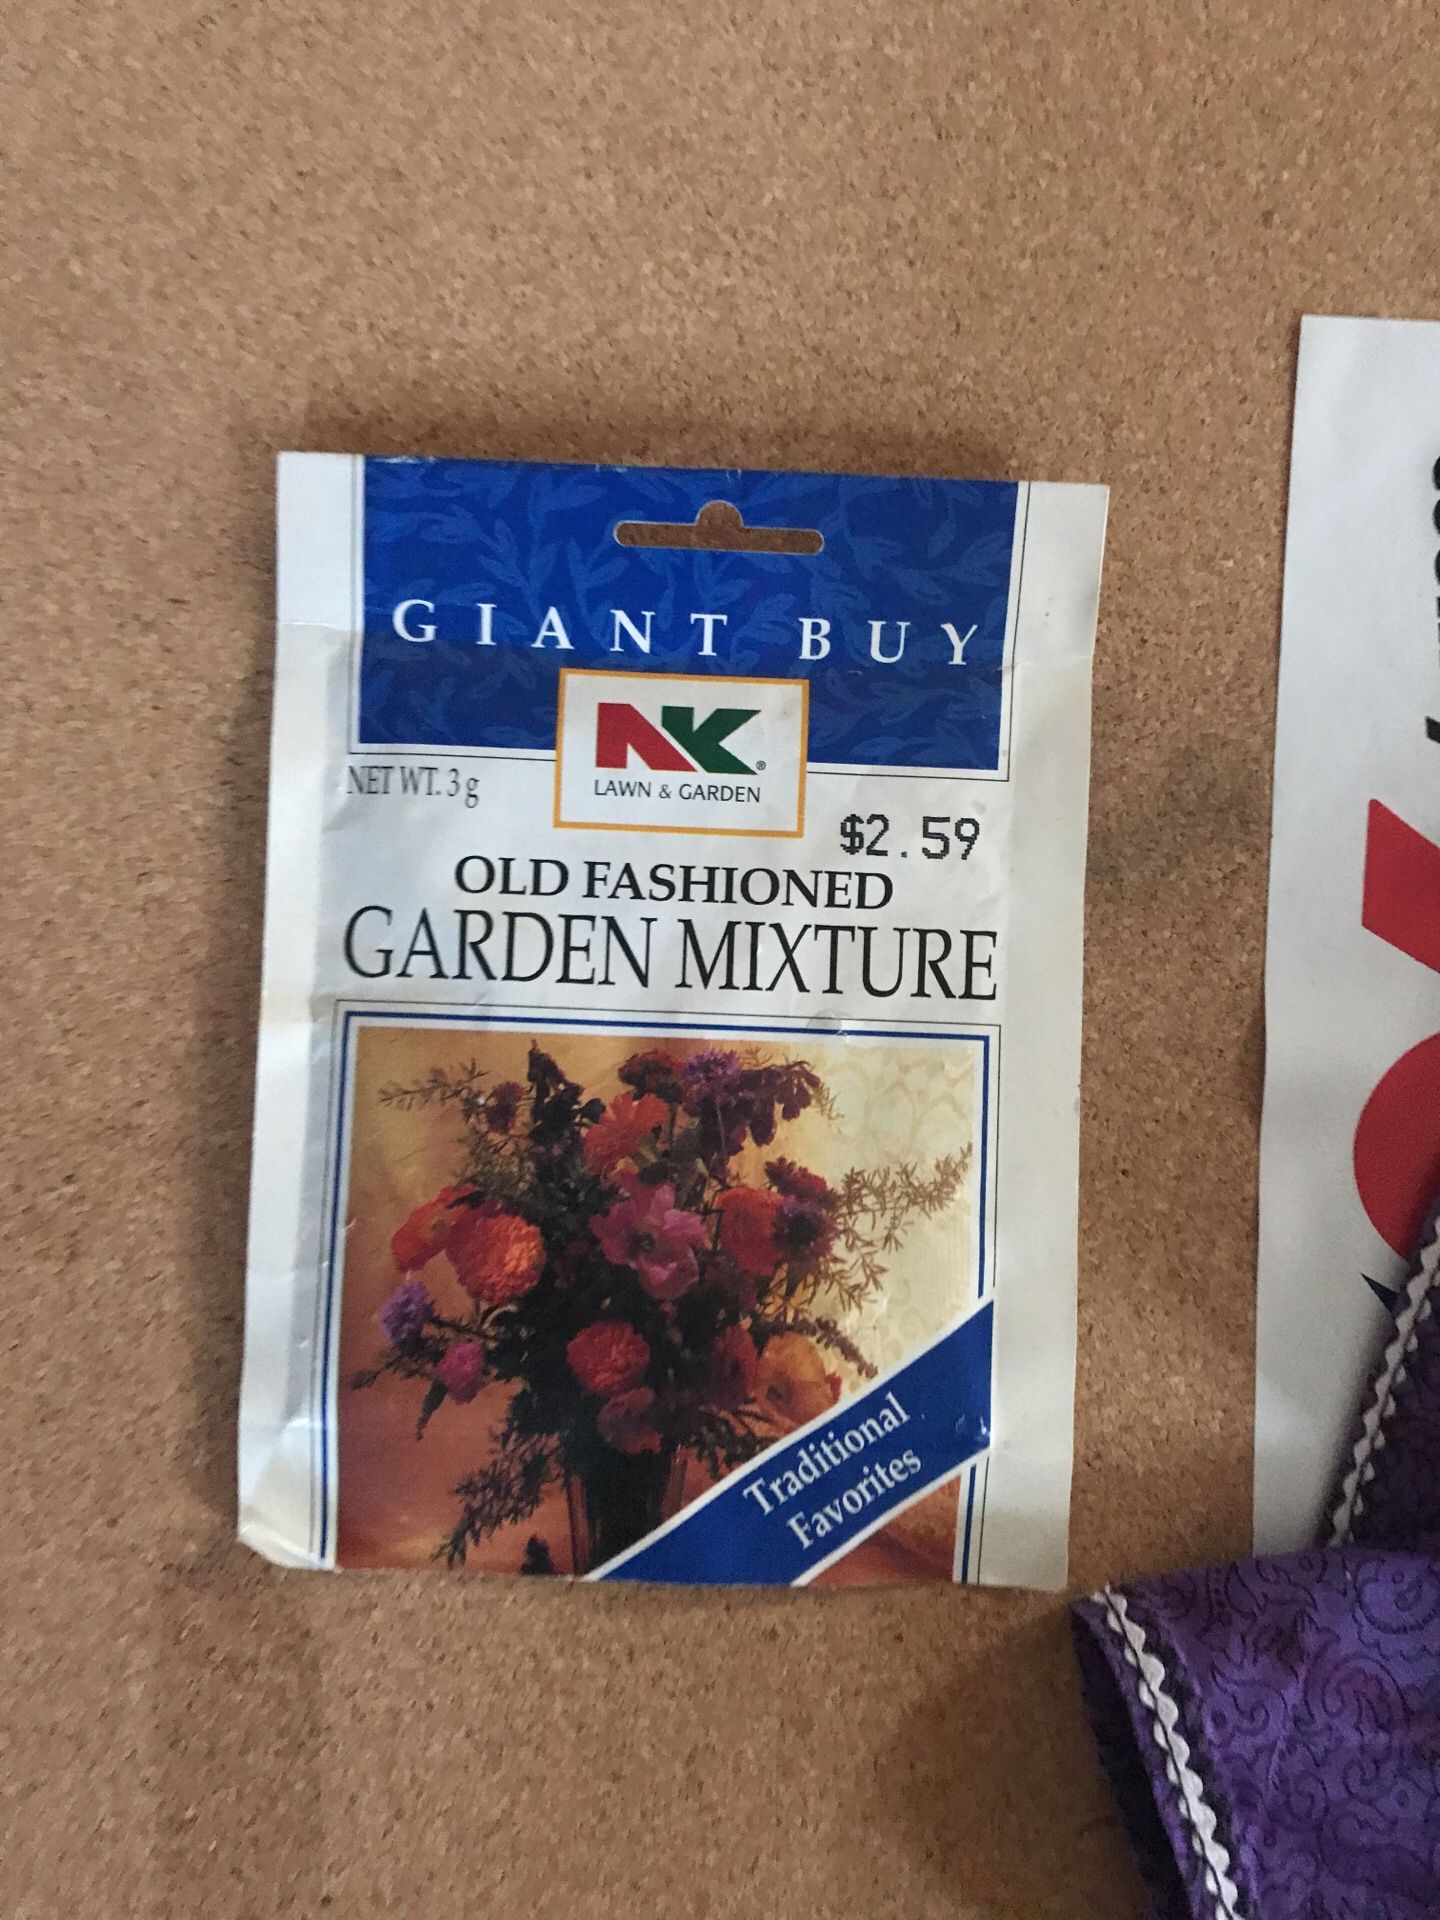 GIANT BUY
NK®
LAWN & GARDEN
NET WT. 3 g
$2.59
OLD FASHIONED
GARDEN MIXTURE
Traditional
Favorites